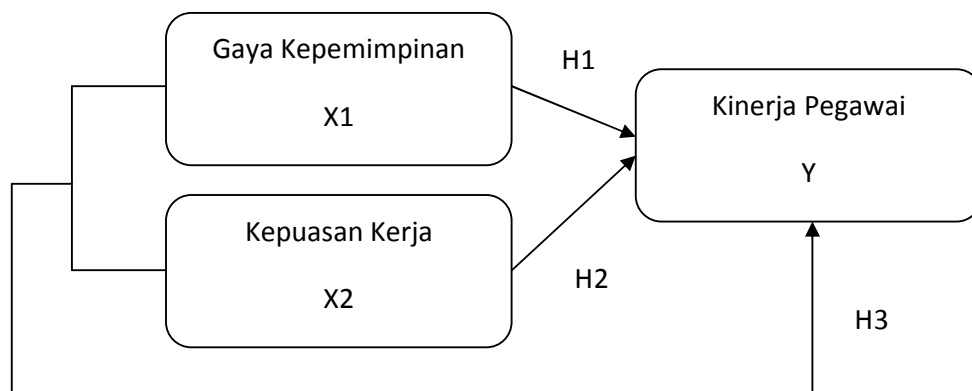 Gaya Kepemimpinan
X1
H1
Kinerja Pegawai
Y
Kepuasan Kerja
X2
H2
H3